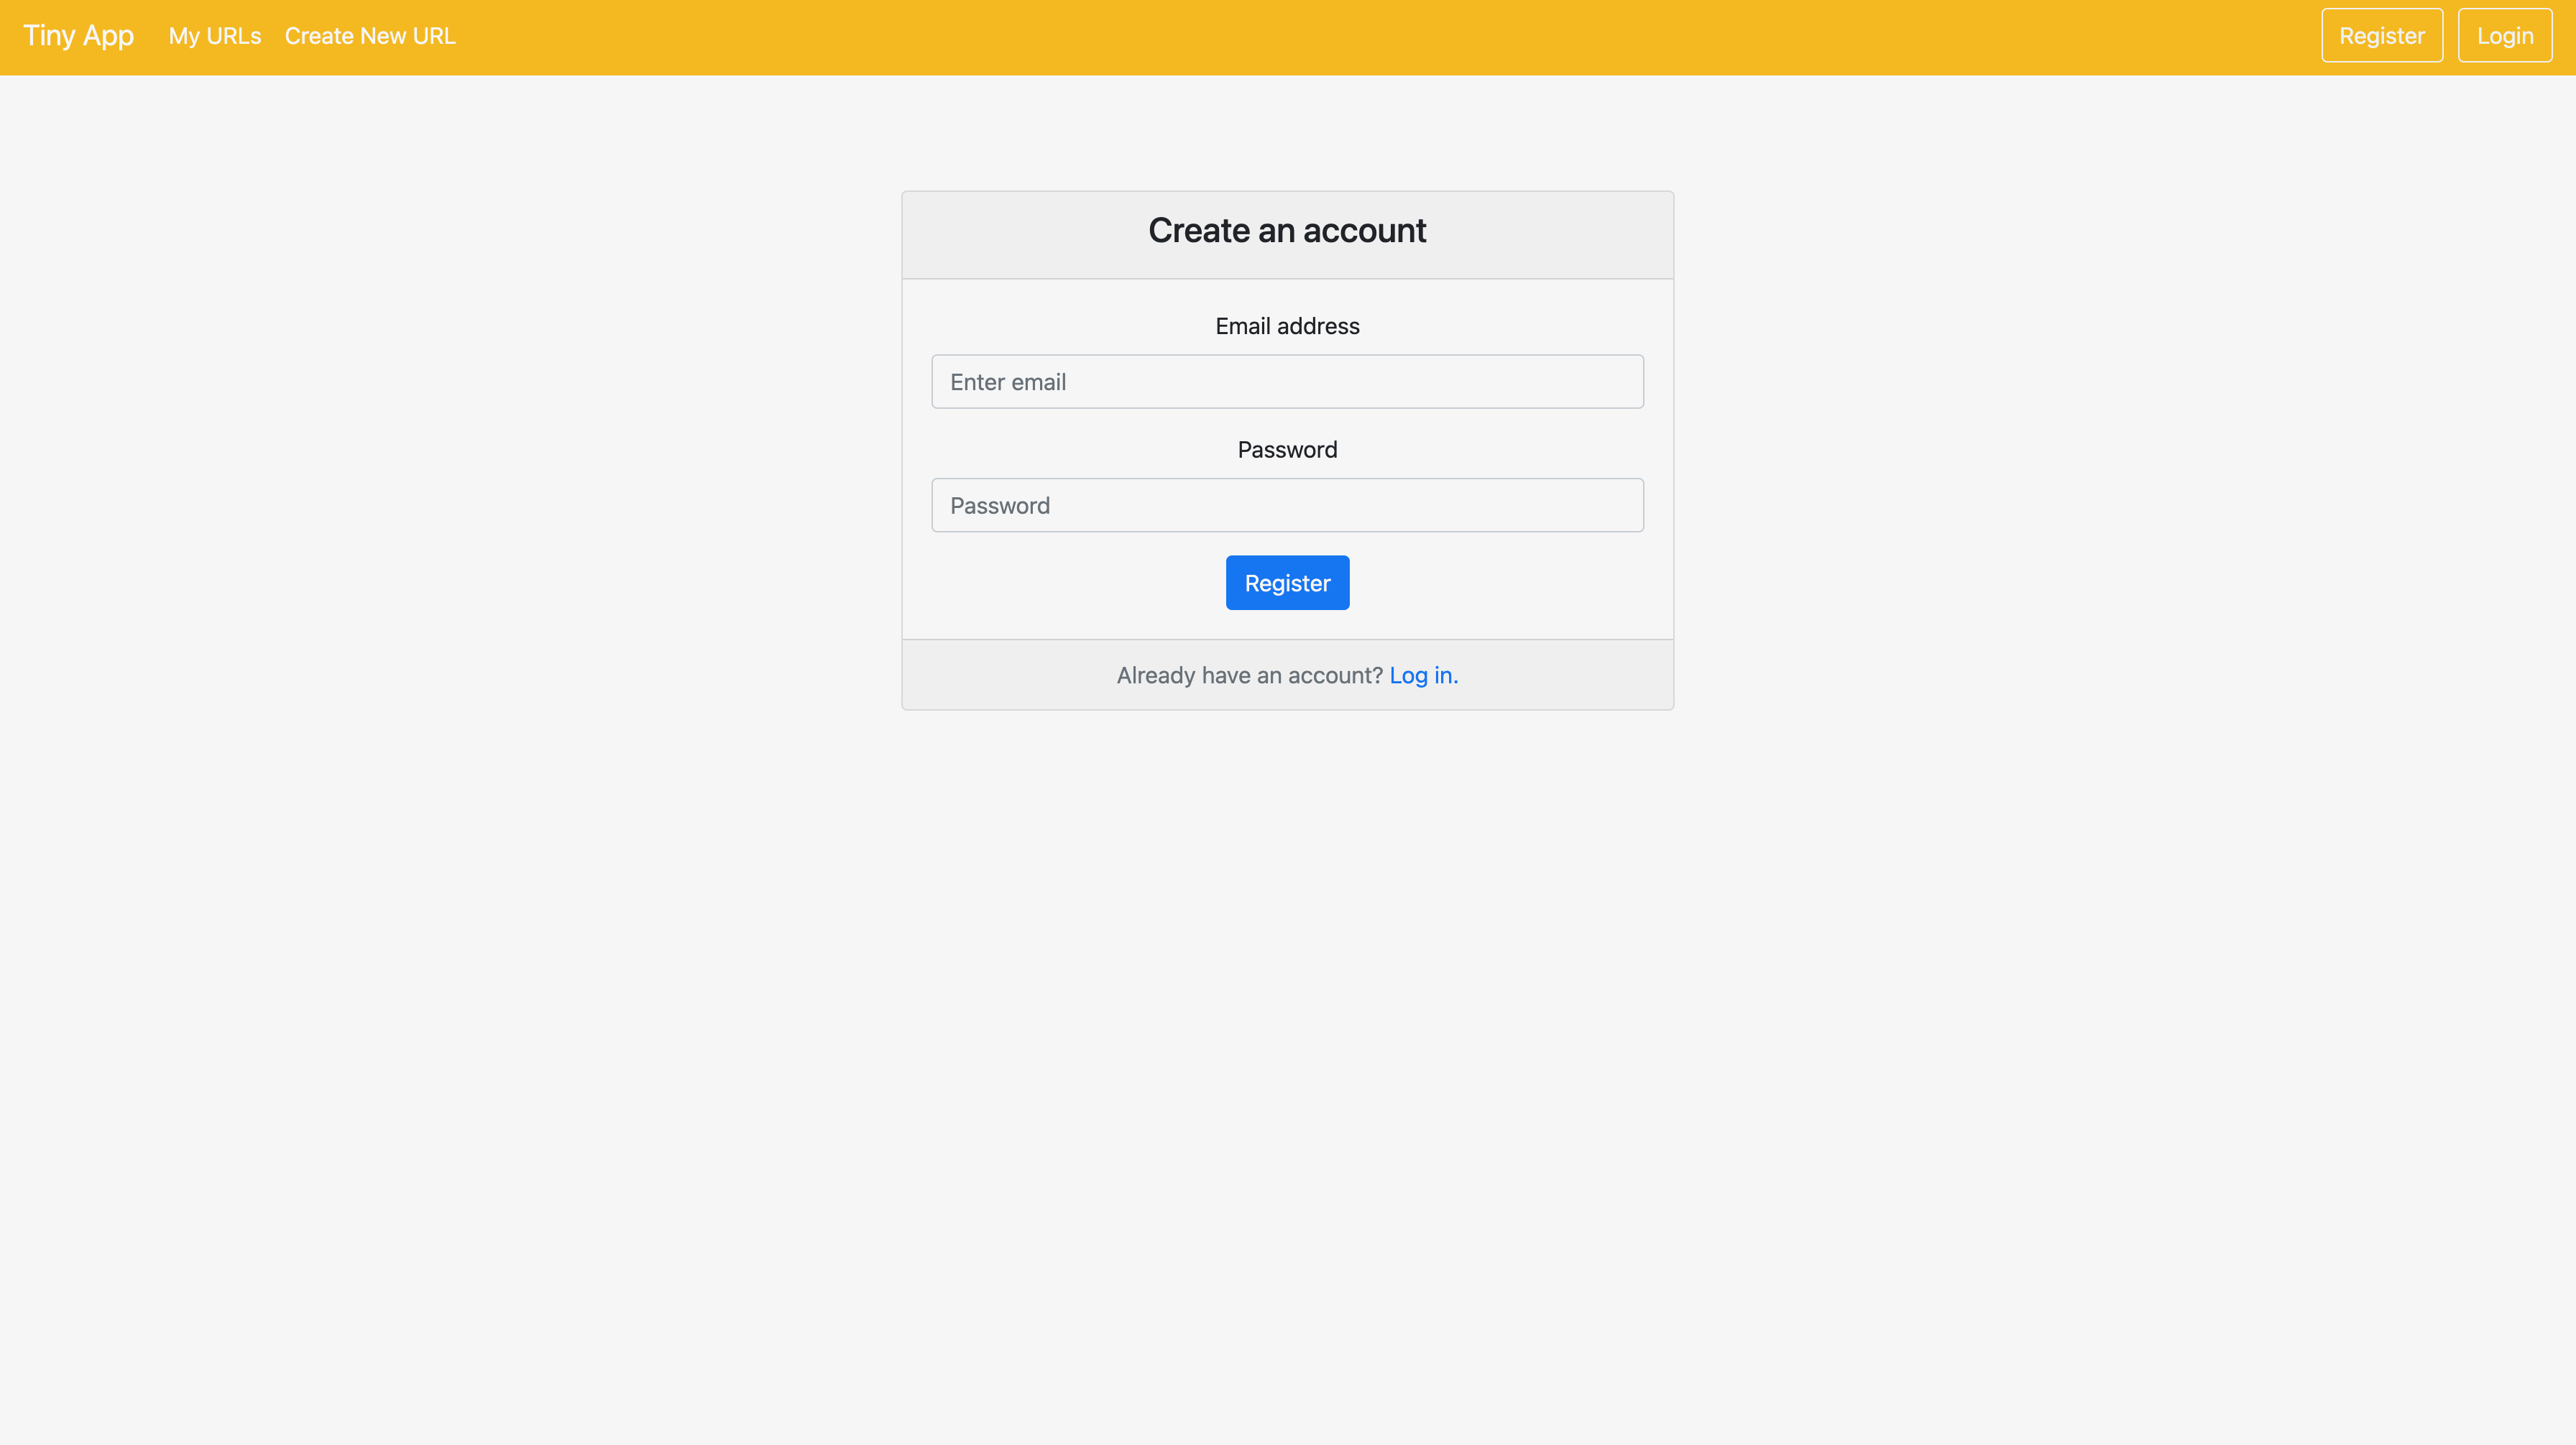 Tiny App My URLs Create New URL Register Login
Create an account
Email address
Enter email
Password
Password
Register
Already have an account? Log in.